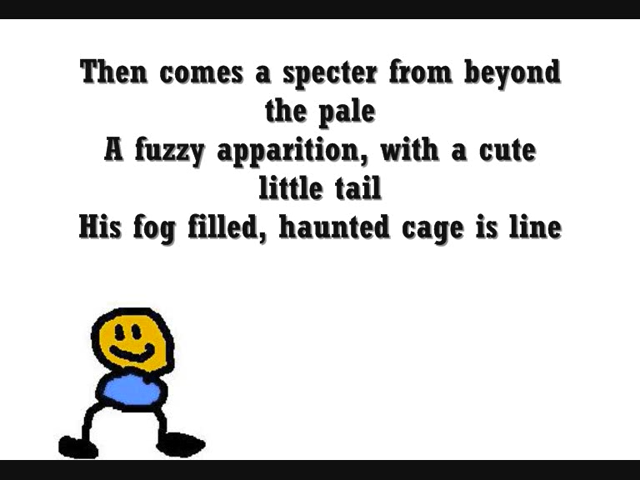 Then comes a specter from beyond
the pale
A fuzzy apparition, with a cute
little tail
His fog filled, haunted cage is line